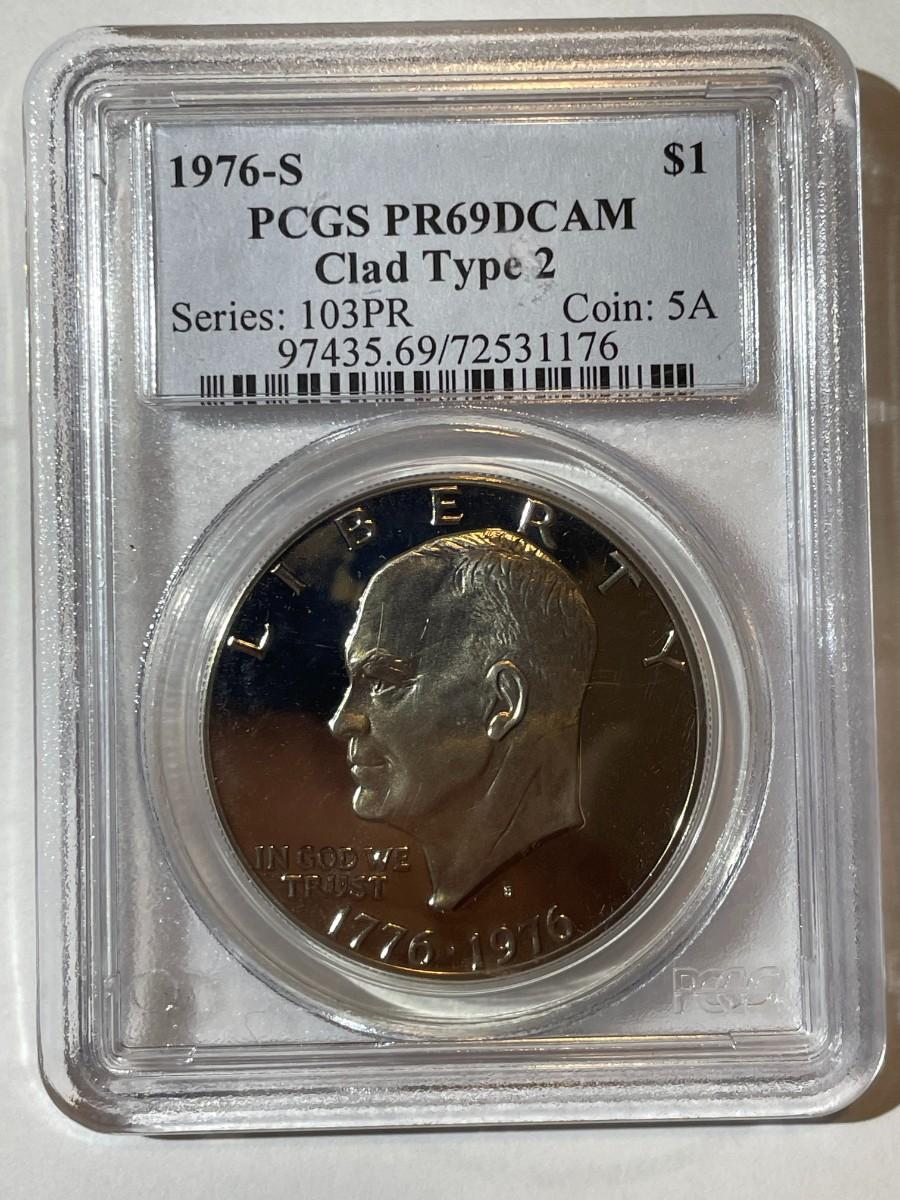 1976-S $1
PCGS PR69DCAM
Clad Type 2
Series: 103PR Coin: 5A
97435.69/72531176
LIBERTY
IN GOD WE
TRUST
S
1776·1976
PCGS